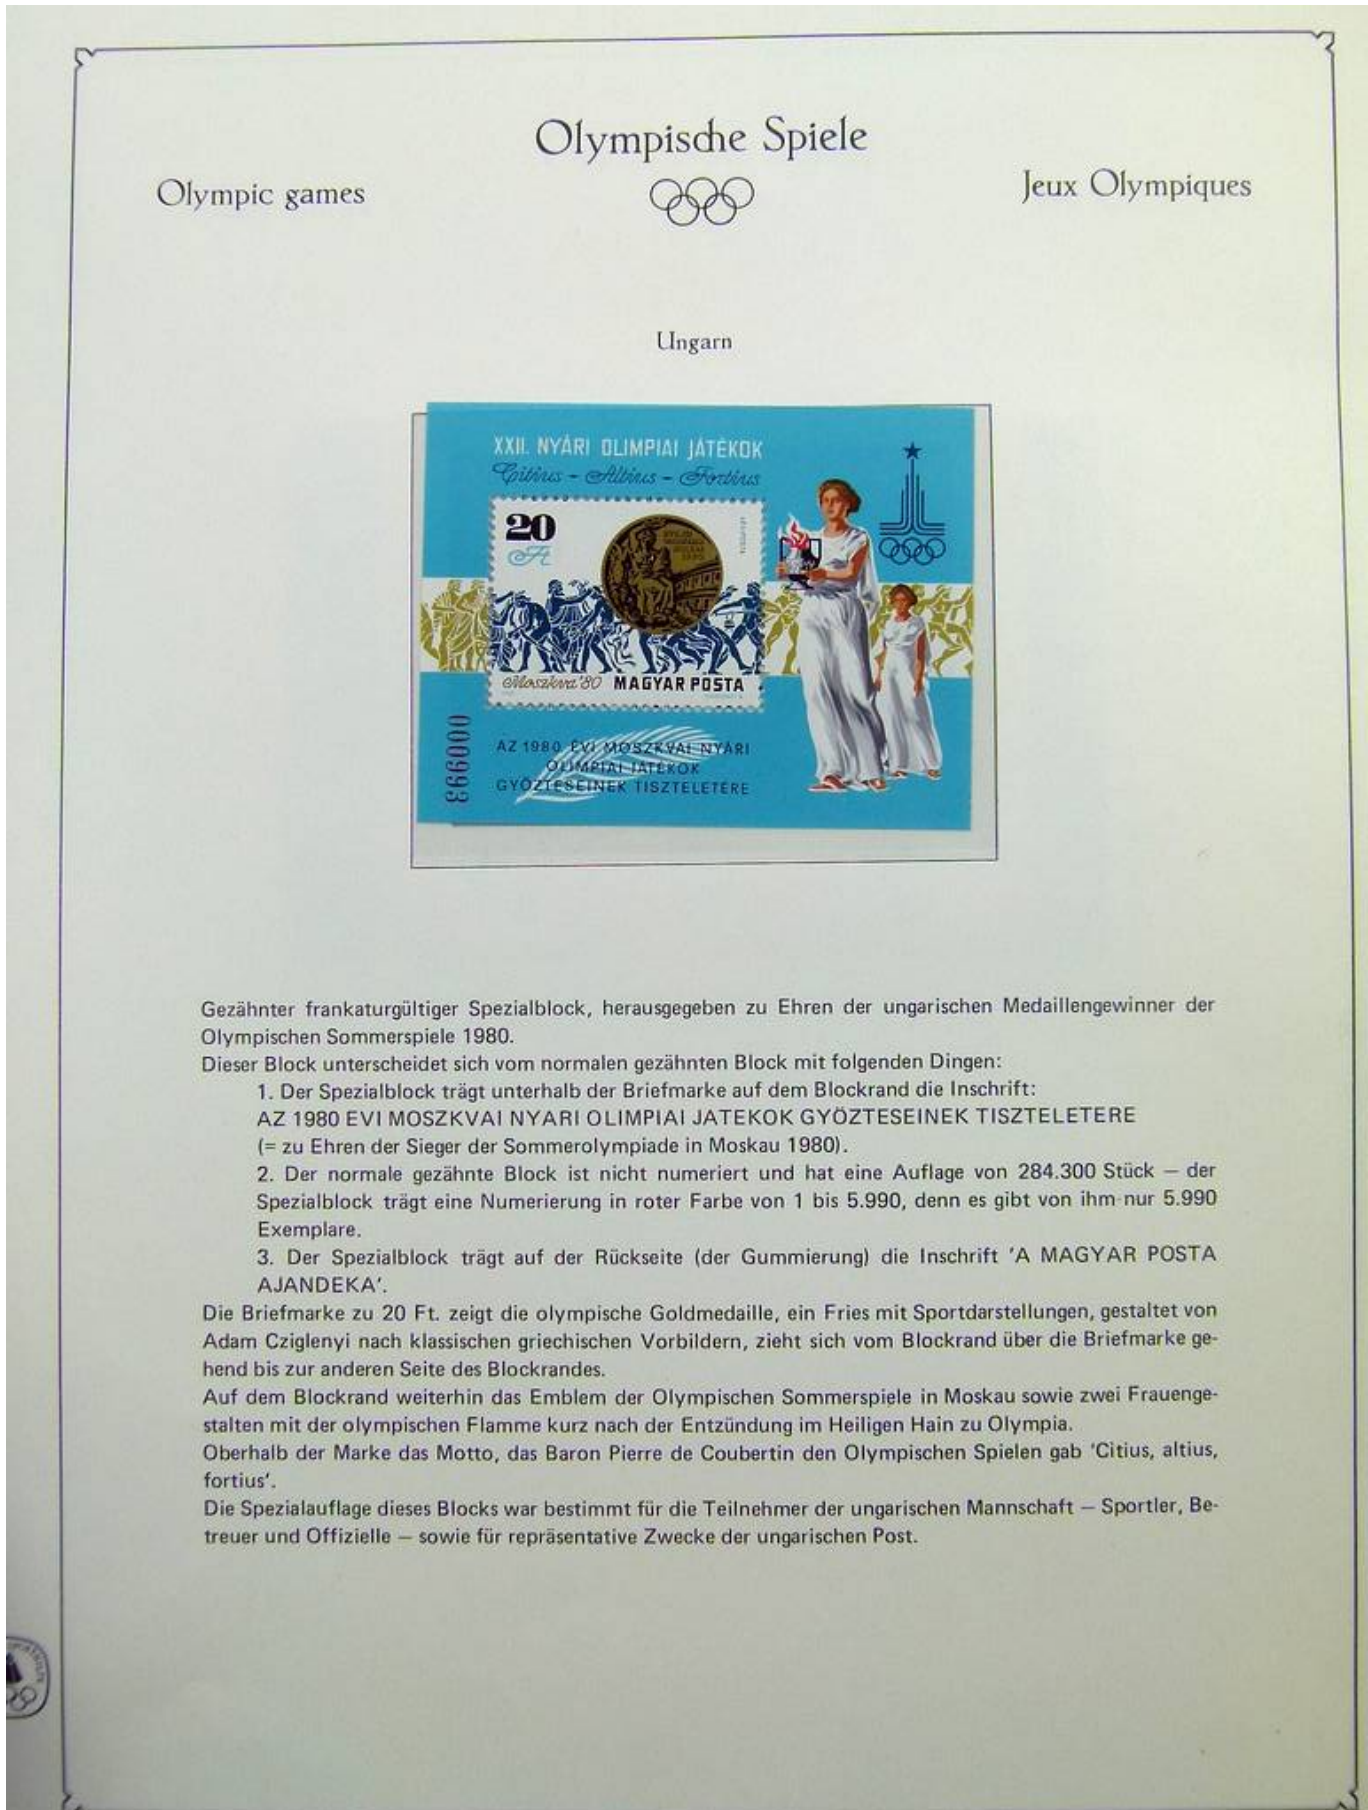 Olympische Spiele
Olympic games
Jeux Olympiques
Ungarn
XXII. NYÁRI OLIMPIAI JÁTÉKOK
Citius - Altius - Fortius
20
Ft
Moszkva '80 MAGYAR POSTA
000993
AZ 1980 ÉVI MOSZKVAI NYÁRI
OLIMPIAI JÁTÉKOK
GYŐZTESEINEK TISZTELETÉRE
Gezähnter frankaturgültiger Spezialblock, herausgegeben zu Ehren der ungarischen Medaillengewinner der
Olympischen Sommerspiele 1980.
Dieser Block unterscheidet sich vom normalen gezähnten Block mit folgenden Dingen:
1. Der Spezialblock trägt unterhalb der Briefmarke auf dem Blockrand die Inschrift:
AZ 1980 EVI MOSZKVAI NYARI OLIMPIAI JATEKOK GYÖZTESEINEK TISZTELETERE
(= zu Ehren der Sieger der Sommerolympiade in Moskau 1980).
2. Der normale gezähnte Block ist nicht numeriert und hat eine Auflage von 284.300 Stück — der
Spezialblock trägt eine Numerierung in roter Farbe von 1 bis 5.990, denn es gibt von ihm nur 5.990
Exemplare.
3. Der Spezialblock trägt auf der Rückseite (der Gummierung) die Inschrift 'A MAGYAR POSTA
AJANDEKA'.
Die Briefmarke zu 20 Ft. zeigt die olympische Goldmedaille, ein Fries mit Sportdarstellungen, gestaltet von
Adam Cziglenyi nach klassischen griechischen Vorbildern, zieht sich vom Blockrand über die Briefmarke ge-
hend bis zur anderen Seite des Blockrandes.
Auf dem Blockrand weiterhin das Emblem der Olympischen Sommerspiele in Moskau sowie zwei Frauenge-
stalten mit der olympischen Flamme kurz nach der Entzündung im Heiligen Hain zu Olympia.
Oberhalb der Marke das Motto, das Baron Pierre de Coubertin den Olympischen Spielen gab 'Citius, altius,
fortius'.
Die Spezialauflage dieses Blocks war bestimmt für die Teilnehmer der ungarischen Mannschaft — Sportler, Be-
treuer und Offizielle — sowie für repräsentative Zwecke der ungarischen Post.